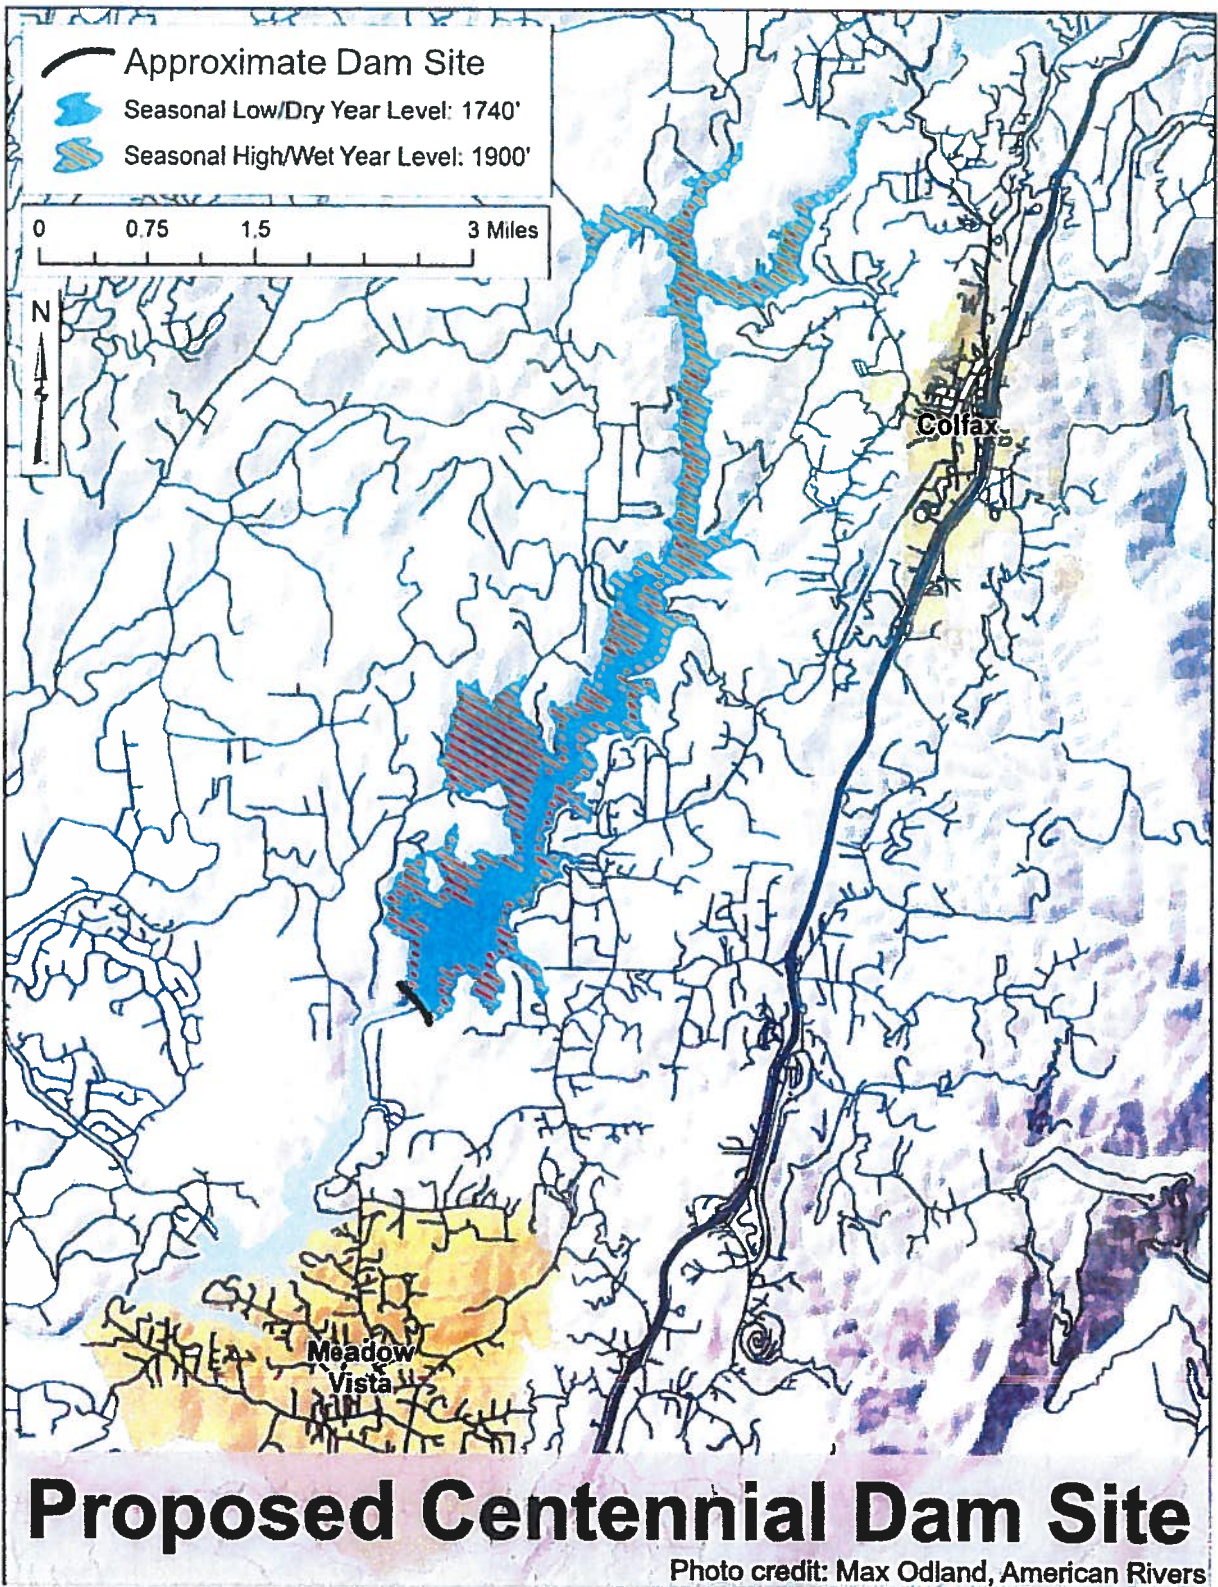 Approximate Dam Site
Seasonal Low/Dry Year Level: 1740'
Seasonal High/Wet Year Level: 1900'
0 0.75 1.5 3 Miles
N
Colfax
Meadow
Vista
Proposed Centennial Dam Site
Photo credit: Max Odland, American Rivers